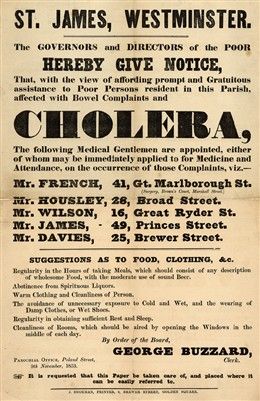 ST. JAMES, WESTMINSTER.
The GOVERNORS and DIRECTORS of the POOR
HEREBY GIVE NOTICE,
That, with the view of affording prompt and Gratuitous
assistance to Poor Persons resident in this Parish,
affected with Bowel Complaints and
CHOLERA,
The following Medical Gentlemen are appointed, either
of whom may be immediately applied to for Medicine and
Attendance, on the occurrence of those Complaints, viz.—
Mr. FRENCH, 41, Gt. Marlborough St.
(Surgery, Brown's Court, Marshall Street)
Mr. HOUSLEY, 28, Broad Street.
Mr. WILSON, 16, Great Ryder St.
Mr. JAMES, - 49, Princes Street.
Mr. DAVIES, 25, Brewer Street.
SUGGESTIONS AS TO FOOD, CLOTHING, &c.
Regularity in the Hours of taking Meals, which should consist of any description
of wholesome Food, with the moderate use of sound Beer.
Abstinence from Spirituous Liquors.
Warm Clothing and Cleanliness of Person.
The avoidance of unnecessary exposure to Cold and Wet, and the wearing of
Damp Clothes, or Wet Shoes.
Regularity in obtaining sufficient Rest and Sleep.
Cleanliness of Rooms, which should be aired by opening the Windows in the
middle of each day.
By Order of the Board,
GEORGE BUZZARD,
PAROCHIAL OFFICE, Poland Street, Clerk.
5th November, 1853.
It is requested that this Paper be taken care of, and placed where it
can be easily referred to.
PRINTER, 2, BREWER STREET, GOLDEN SQUARE.